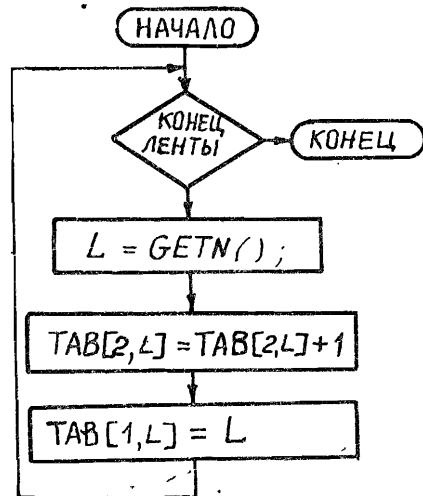 НАЧАЛО
КОНЕЦ
ЛЕНТЫ
КОНЕЦ
L = GETN();
TAB[2,L]=TAB[2,L]+1
TAB[1,L] = L